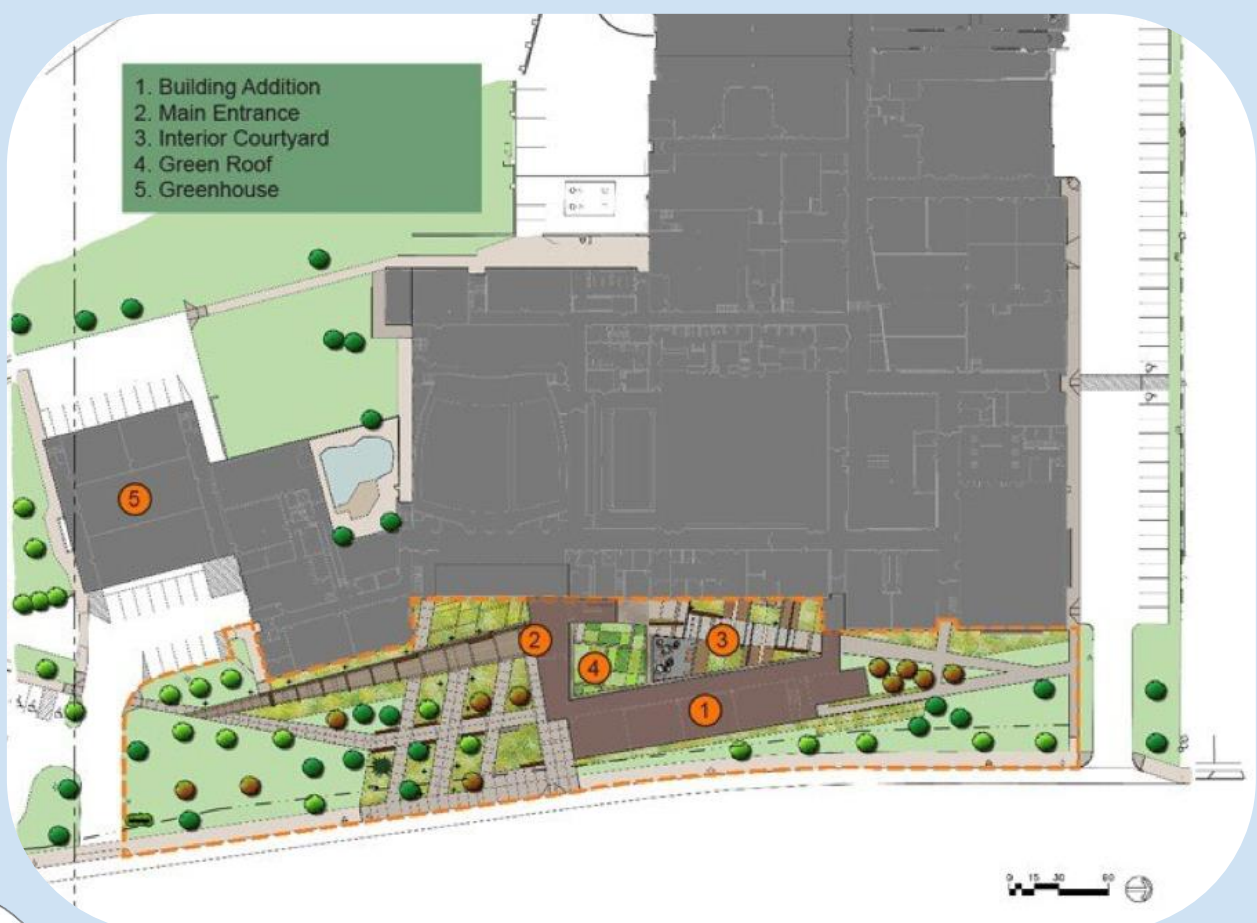 1. Building Addition
2. Main Entrance
3. Interior Courtyard
4. Green Roof
5. Greenhouse
5
2
3
4
1
0 15 30 60